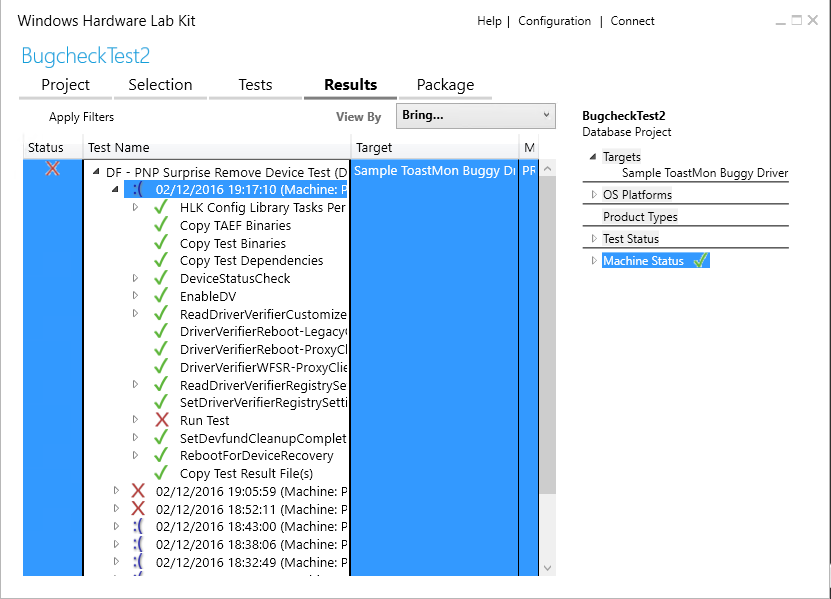 Windows Hardware Lab Kit
Help | Configuration | Connect
BugcheckTest2
Project Selection Tests Results Package
Apply Filters View By Bring...
Status Test Name Target M
DF - PNP Surprise Remove Device Test (D
Sample ToastMon Buggy Dri PR
:( 02/12/2016 19:17:10 (Machine: P
HLK Config Library Tasks Per
Copy TAEF Binaries
Copy Test Binaries
Copy Test Dependencies
DeviceStatusCheck
EnableDV
ReadDriverVerifierCustomize
DriverVerifierReboot-Legacy
DriverVerifierReboot-ProxyCl
DriverVerifierWFSR-ProxyClie
ReadDriverVerifierRegistrySe
SetDriverVerifierRegistrySetti
Run Test
SetDevfundCleanupComplet
RebootForDeviceRecovery
Copy Test Result File(s)
02/12/2016 19:05:59 (Machine: P
02/12/2016 18:52:11 (Machine: P
:( 02/12/2016 18:43:00 (Machine: P
:( 02/12/2016 18:38:06 (Machine: P
:( 02/12/2016 18:32:49 (Machine: P
BugcheckTest2
Database Project
Targets
Sample ToastMon Buggy Driver
OS Platforms
Product Types
Test Status
Machine Status